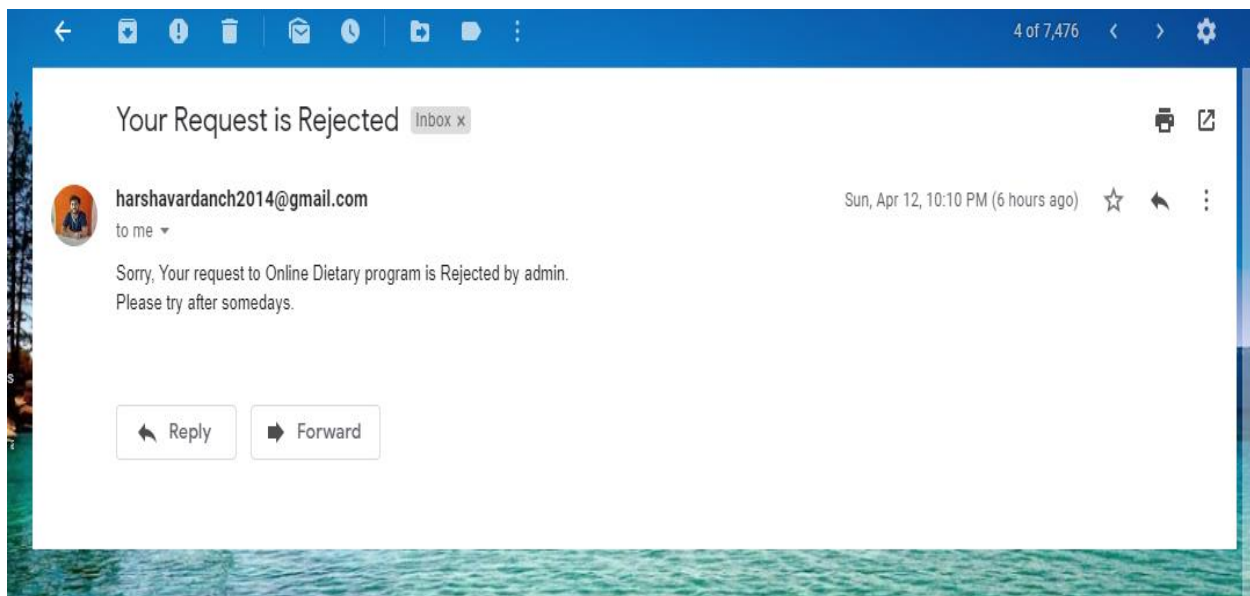 4 of 7,476
Your Request is Rejected Inbox x
harshavardanch2014@gmail.com Sun, Apr 12, 10:10 PM (6 hours ago)
to me
Sorry, Your request to Online Dietary program is Rejected by admin.
Please try after somedays.
s
Reply Forward